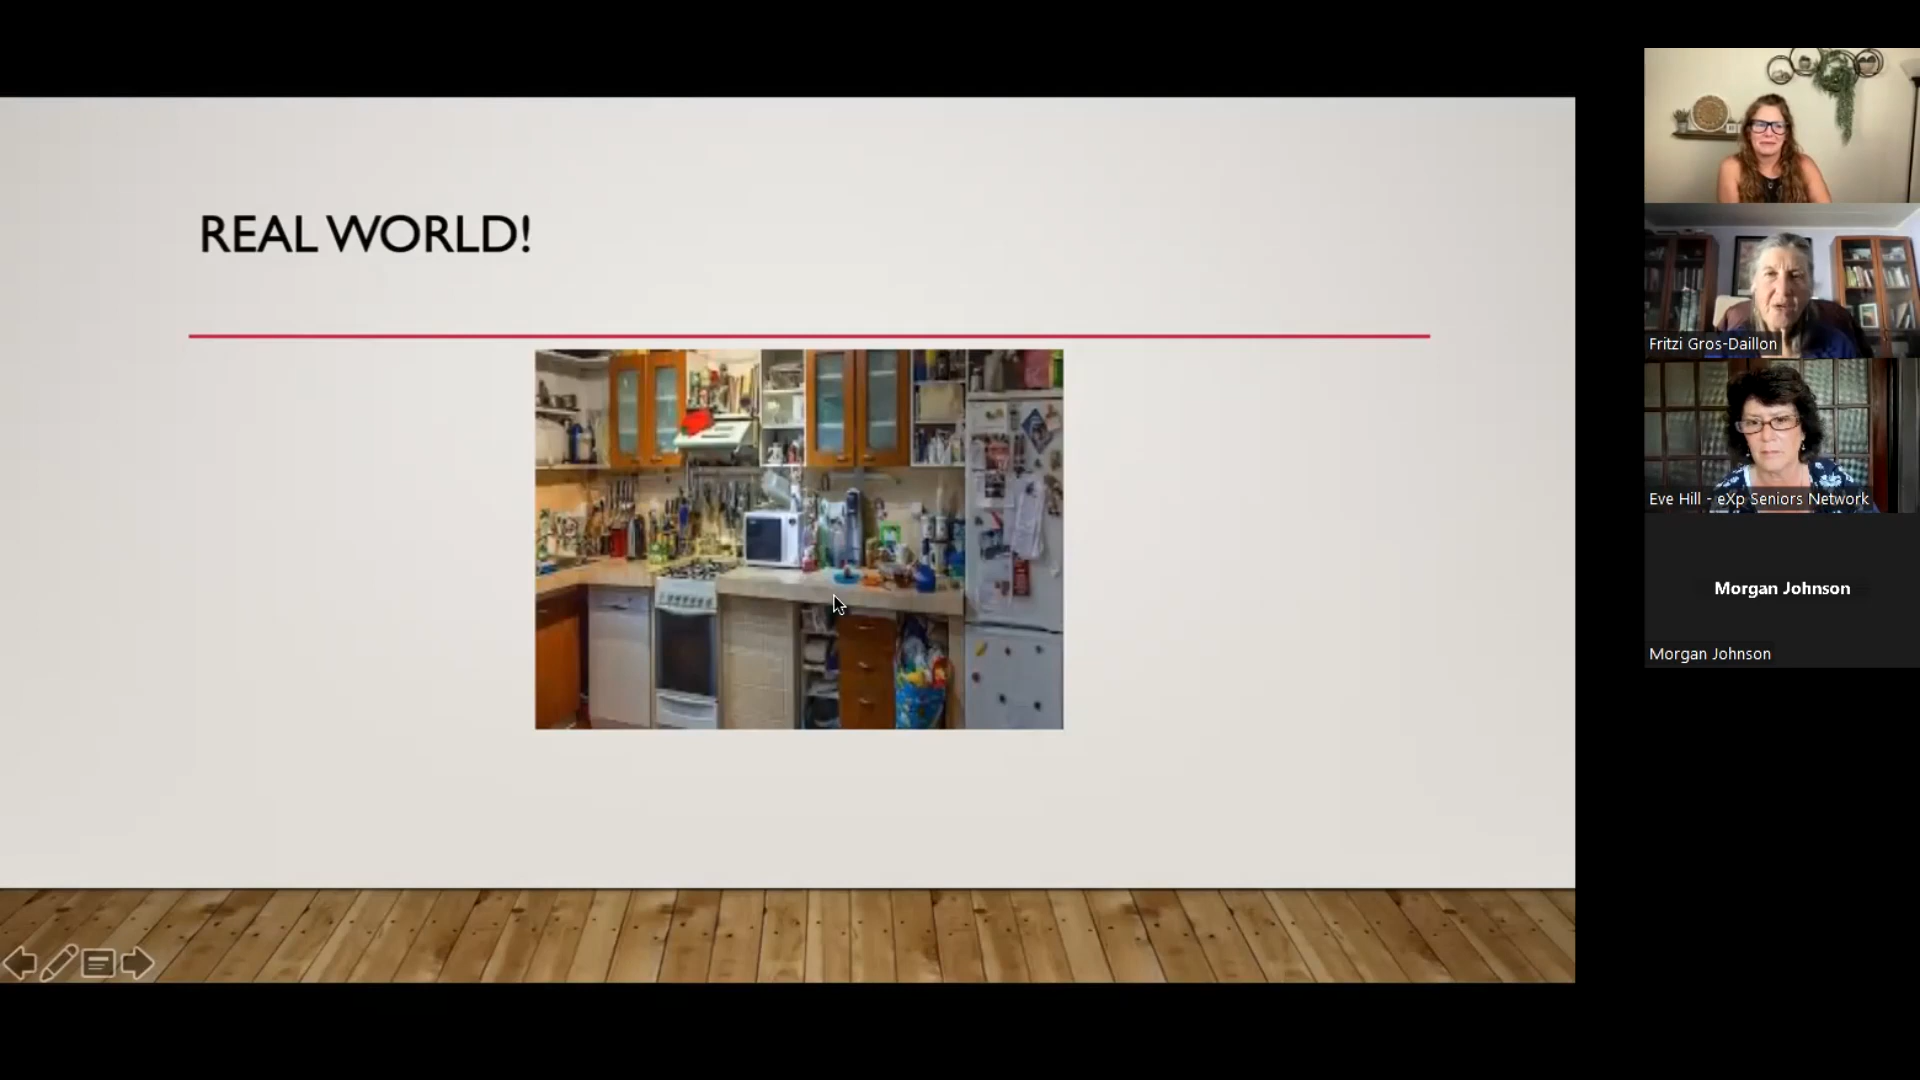 REAL WORLD!
Fritzi Gros-Daillon
Eve Hill - eXp Seniors Network
Morgan Johnson
Morgan Johnson